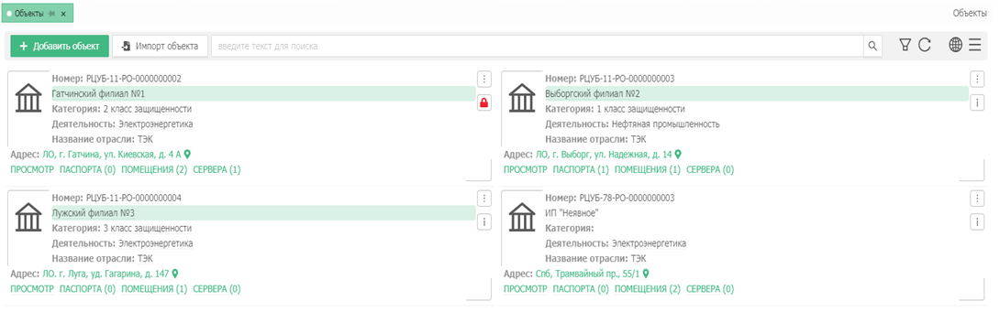 Объекты ×
Объекты
+ Добавить объект
Импорт объекта
введите текст для поиска
Номер: РЦУБ-11-РО-0000000002
Гатчинский филиал №1
Категория: 2 класс защищенности
Деятельность: Электроэнергетика
Название отрасли: ТЭК
Адрес: ЛО, г. Гатчина, ул. Киевская, д. 4 А
ПРОСМОТР ПАСПОРТА (0) ПОМЕЩЕНИЯ (2) СЕРВЕРА (1)
Номер: РЦУБ-11-РО-0000000003
Выборгский филиал №2
Категория: 1 класс защищенности
Деятельность: Нефтяная промышленность
Название отрасли: ТЭК
Адрес: ЛО, г. Выборг, ул. Надежная, д. 14
ПРОСМОТР ПАСПОРТА (1) ПОМЕЩЕНИЯ (1) СЕРВЕРА (0)
Номер: РЦУБ-11-РО-0000000004
Лужский филиал №3
Категория: 3 класс защищенности
Деятельность: Электроэнергетика
Название отрасли: ТЭК
Адрес: ЛО. г. Луга, уд. Гагарина, д. 147
ПРОСМОТР ПАСПОРТА (0) ПОМЕЩЕНИЯ (1) СЕРВЕРА (0)
Номер: РЦУБ-78-РО-0000000003
ИП "Неявное"
Категория:
Деятельность: Электроэнергетика
Название отрасли: ТЭК
Адрес: Спб, Трамвайный пр., 55/1
ПРОСМОТР ПАСПОРТА (0) ПОМЕЩЕНИЯ (2) СЕРВЕРА (0)